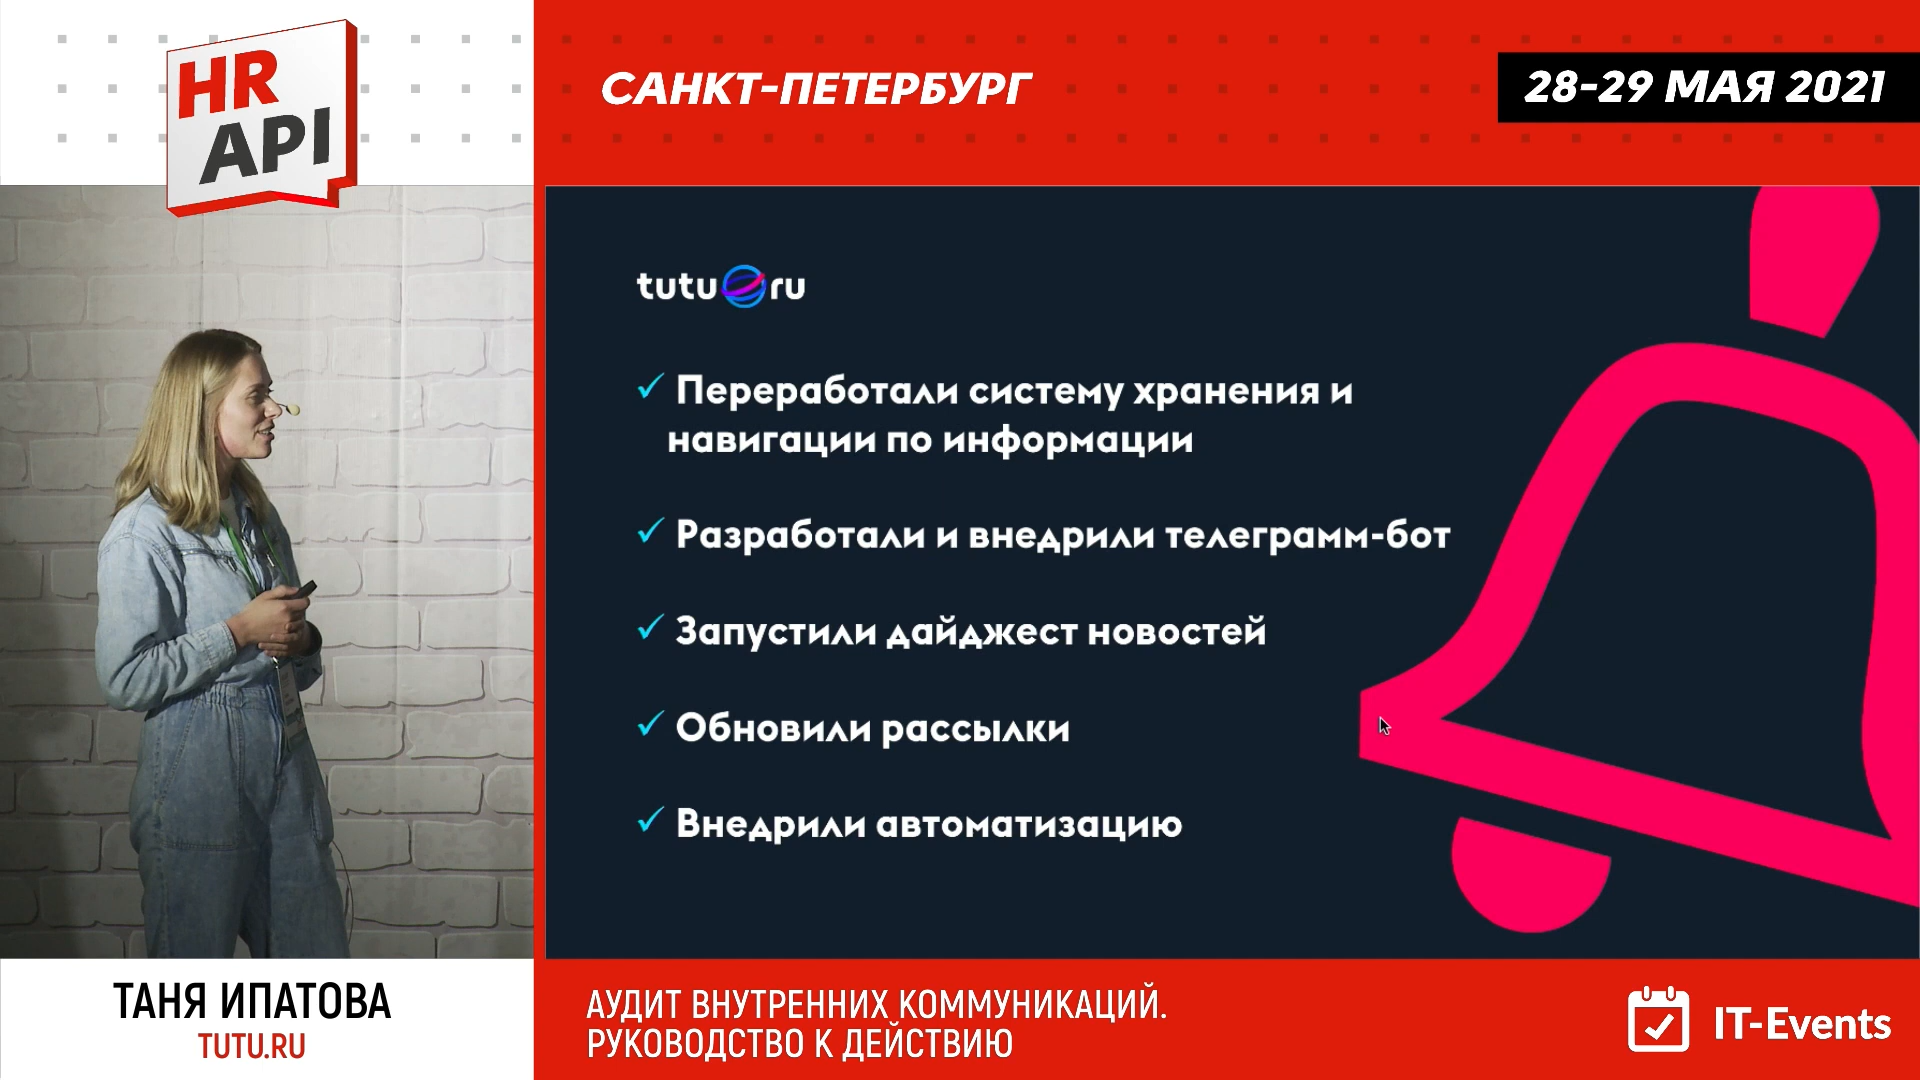 HR
API
САНКТ-ПЕТЕРБУРГ
28-29 МАЯ 2021
tutu ru
Переработали систему хранения и
навигации по информации
Разработали и внедрили телеграмм-бот
Запустили дайджест новостей
Обновили рассылки
Внедрили автоматизацию
ТАНЯ ИПАТОВА
TUTU.RU
АУДИТ ВНУТРЕННИХ КОММУНИКАЦИЙ.
РУКОВОДСТВО К ДЕЙСТВИЮ
IT-Events